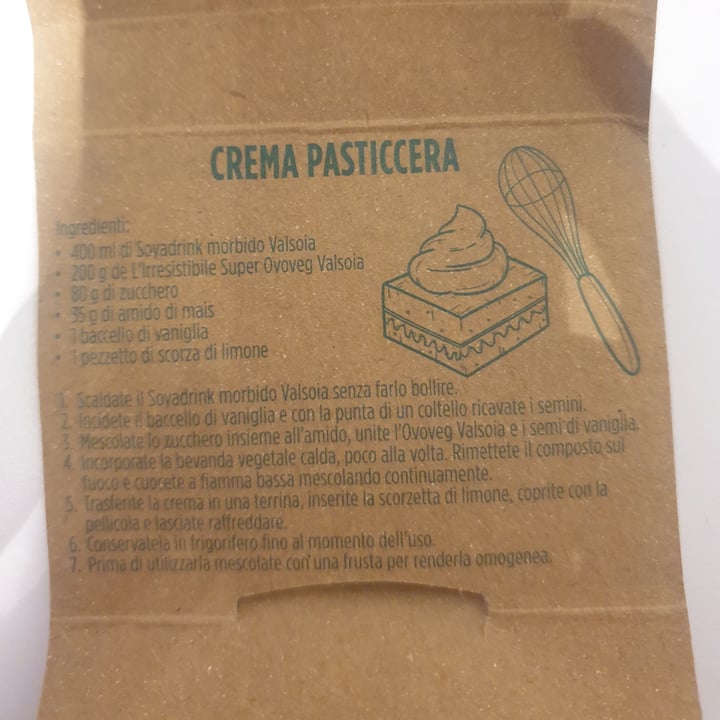 CREMA PASTICCERA
Ingredienti:
• 400 ml di Soyadrink morbido Valsoia
• 200 g de L'Irresistibile Super Ovoveg Valsoia
• 80 g di zucchero
• 35 g di amido di mais
• 1 baccello di vaniglia
• 1 pezzetto di scorza di limone
1. Scaldate il Soyadrink morbido Valsoia senza farlo bollire.
2. Incidete il baccello di vaniglia e con la punta di un coltello ricavate i semini.
3. Mescolate lo zucchero insieme all'amido, unite l'Ovoveg Valsoia e i semi di vaniglia.
4. Incorporate la bevanda vegetale calda, poco alla volta. Rimettete il composto sul
fuoco e cuocete a fiamma bassa mescolando continuamente.
5. Trasferite la crema in una terrina, inserite la scorzetta di limone, coprite con la
pellicola e lasciate raffreddare.
6. Conservatela in frigorifero fino al momento dell'uso.
7. Prima di utilizzarla mescolate con una frusta per renderla omogenea.